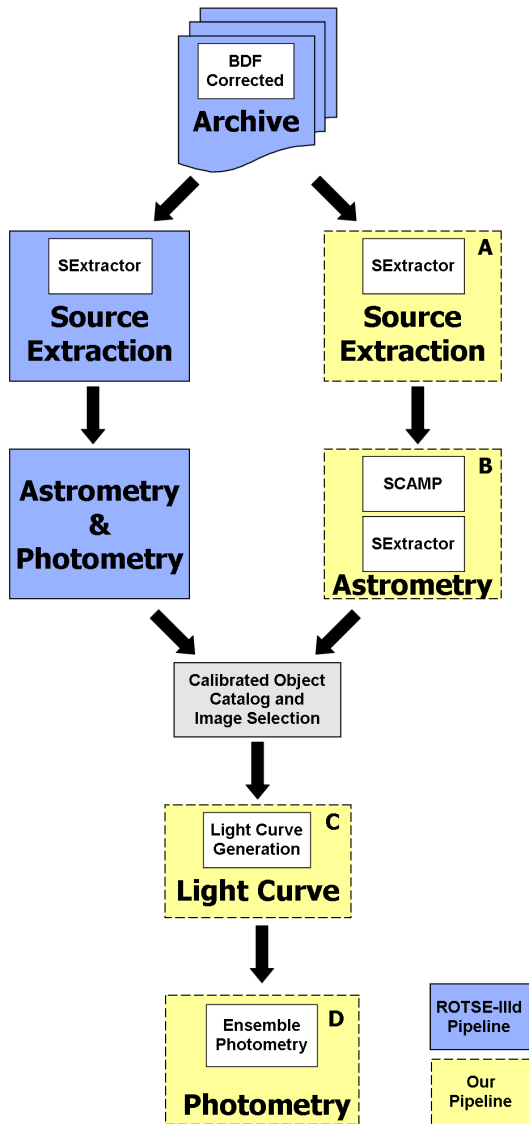 BDF
Corrected
Archive
SExtractor
Source
Extraction
A
SExtractor
Source
Extraction
Astrometry
&
Photometry
B
SCAMP
SExtractor
Astrometry
Calibrated Object
Catalog and
Image Selection
C
Light Curve
Generation
Light Curve
D
Ensemble
Photometry
Photometry
ROTSE-IIId
Pipeline
Our
Pipeline